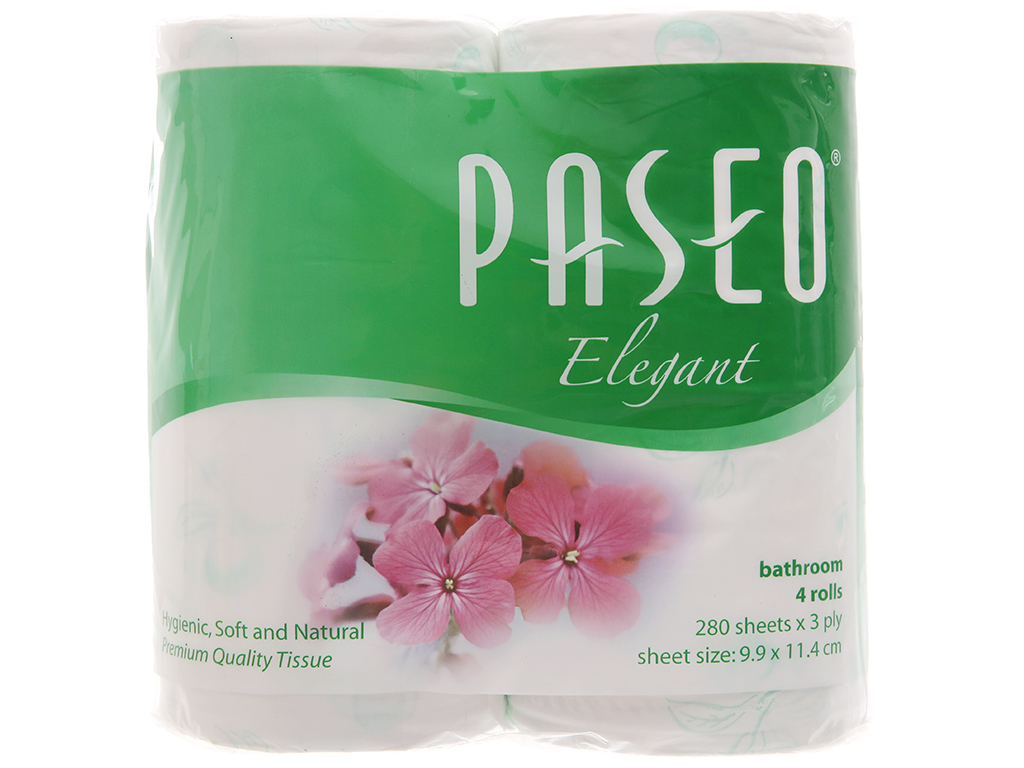 PASEO®
Elegant
bathroom
4 rolls
280 sheets x 3 ply
sheet size: 9.9 x 11.4 cm
Hygienic, Soft and Natural
Premium Quality Tissue